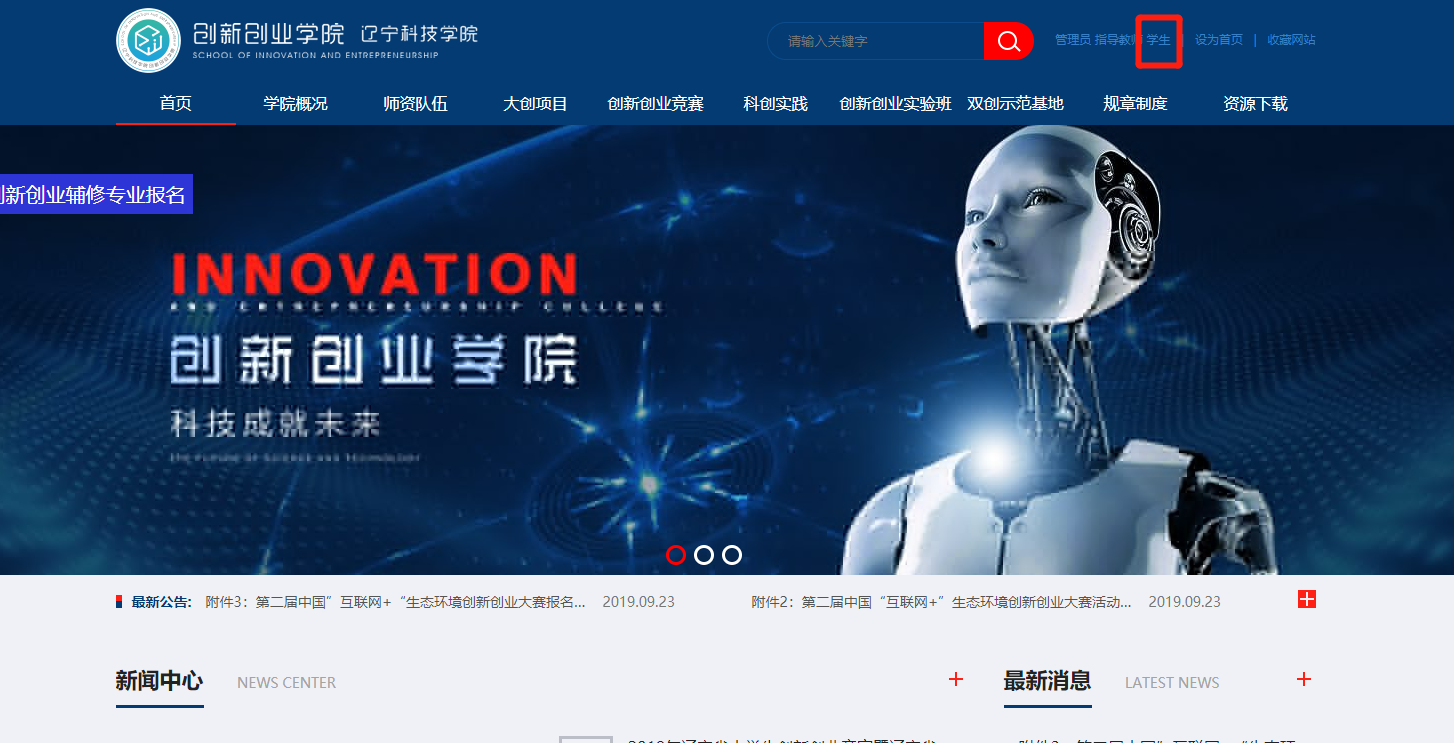 创新创业学院 辽宁科技学院
SCHOOL OF INNOVATION AND ENTREPRENEURSHIP
请输入关键字
管理员 指导教师 学生 | 设为首页 | 收藏网站
首页 学院概况 师资队伍 大创项目 创新创业竞赛 科创实践 创新创业实验班 双创示范基地 规章制度 资源下载
创新创业辅修专业报名
INNOVATION
AND ENTREPRENEURSHIP COLLEGE
创新创业学院
科技成就未来
THE FUTURE OF SCIENCE AND TECHNOLOGY
最新公告: 附件3：第二届中国”互联网+“生态环境创新创业大赛报名... 2019.09.23 附件2：第二届中国“互联网+”生态环境创新创业大赛活动... 2019.09.23
新闻中心 NEWS CENTER
最新消息 LATEST NEWS